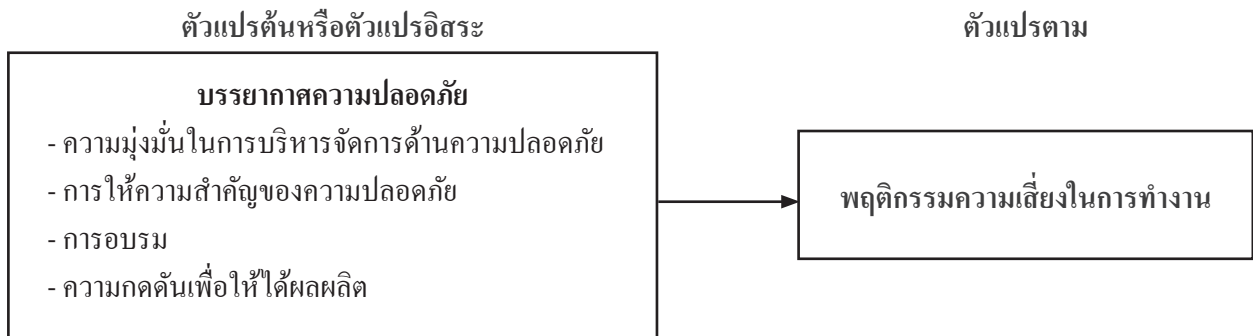 ตัวแปรต้นหรือตัวแปรอิสระ
ตัวแปรตาม
บรรยากาศความปลอดภัย
- ความมุ่งมั่นในการบริหารจัดการด้านความปลอดภัย
- การให้ความสำคัญของความปลอดภัย
- การอบรม
- ความกดดันเพื่อให้ได้ผลผลิต
พฤติกรรมความเสี่ยงในการทำงาน